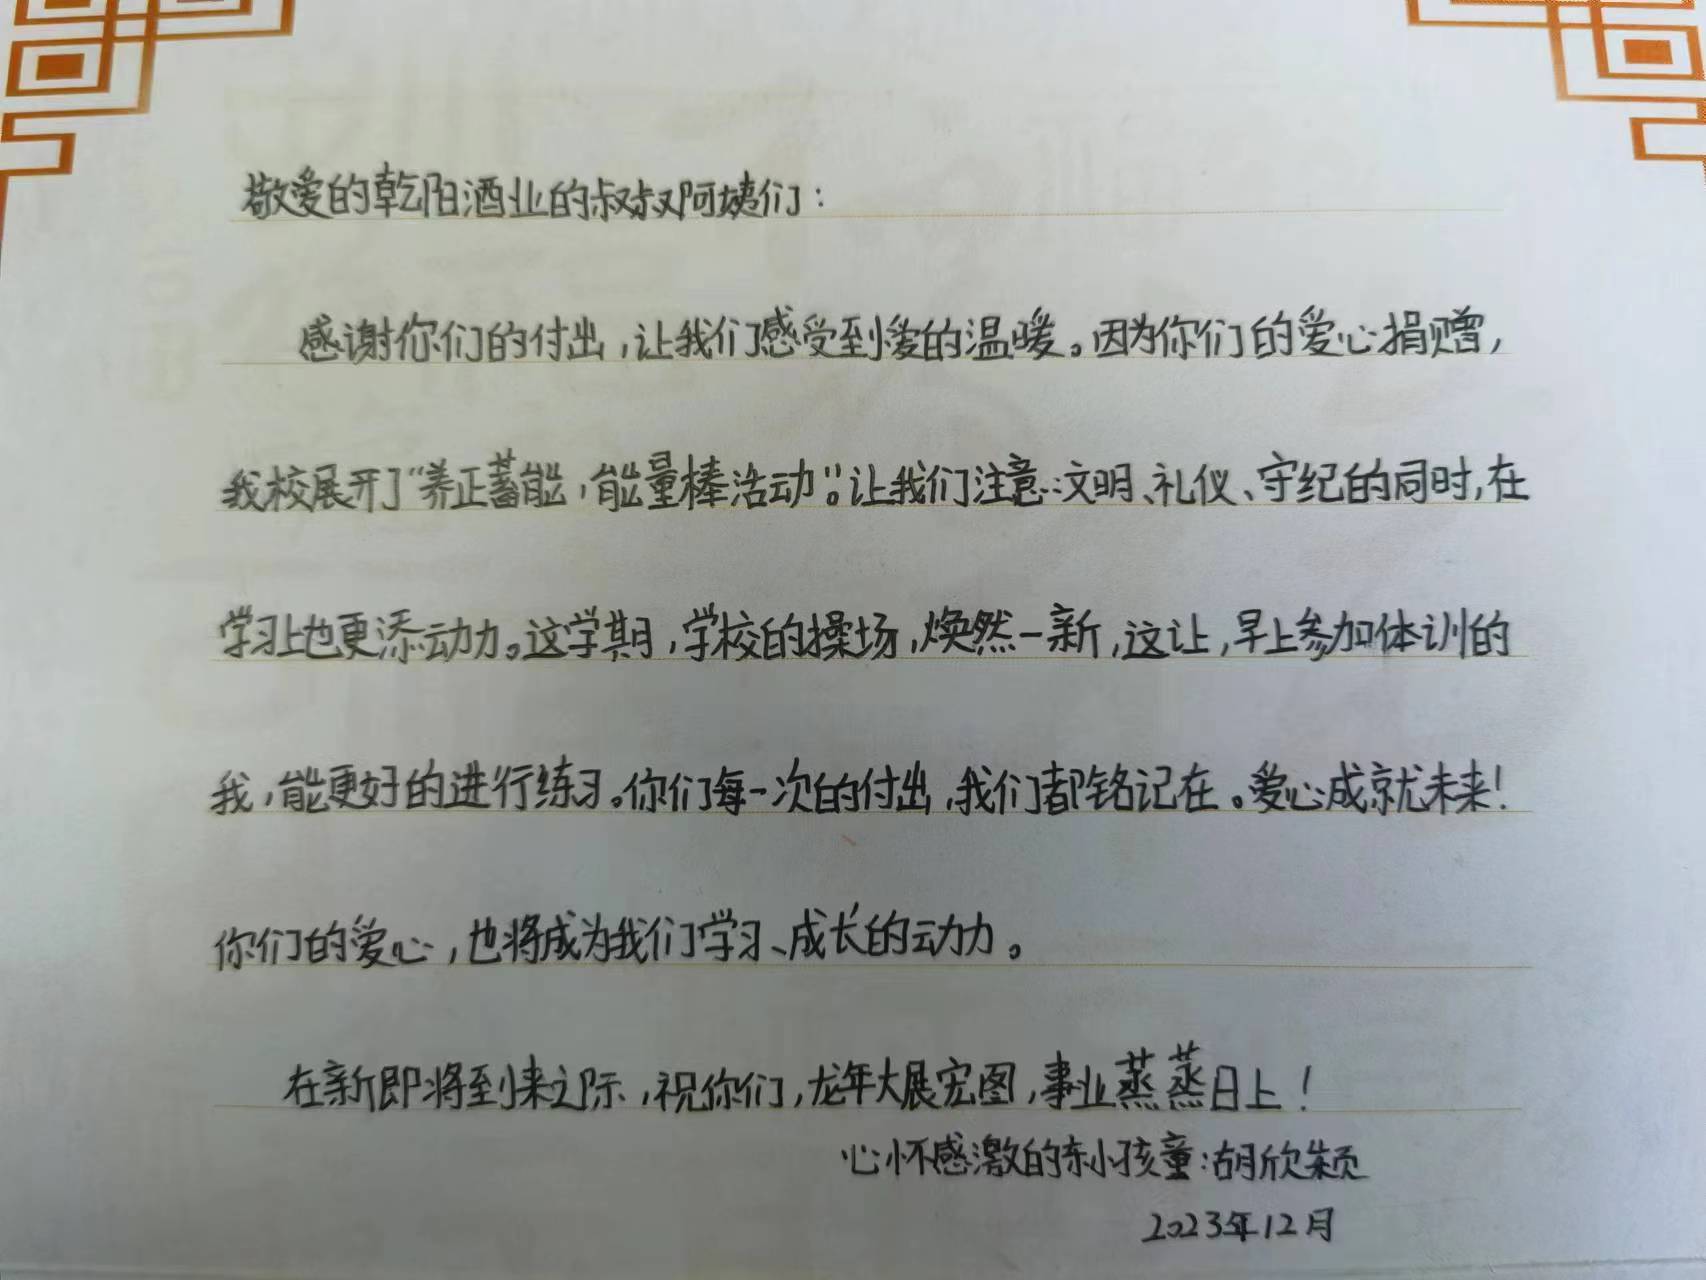 敬爱的乾阳酒业的叔叔阿姨们：
感谢你们的付出，让我们感受到爱的温暖。因为你们的爱心捐赠，
我校展开了“养正蓄能，能量棒活动”。让我们注意：文明、礼仪、守纪的同时，在
学习上也更添动力。这学期，学校的操场，焕然一新，这让，早上参加体训的
我，能更好的进行练习。你们每一次的付出，我们都铭记在。爱心成就未来！
你们的爱心，也将成为我们学习、成长的动力。
在新即将到来之际，祝你们，龙年大展宏图，事业蒸蒸日上！
心怀感激的东小孩童：胡欣颖
2023年12月